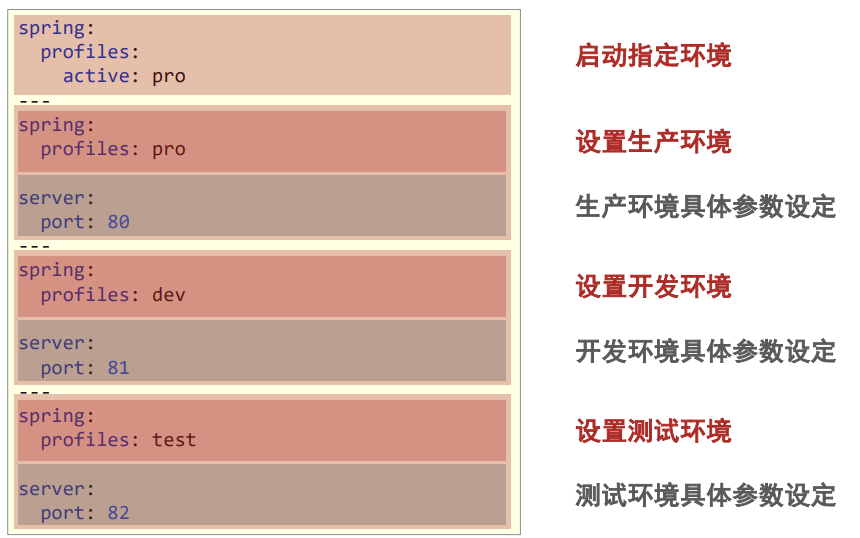 spring:
  profiles:
    active: pro
启动指定环境
---
spring:
  profiles: pro
设置生产环境
server:
  port: 80
生产环境具体参数设定
---
spring:
  profiles: dev
设置开发环境
server:
  port: 81
开发环境具体参数设定
---
spring:
  profiles: test
设置测试环境
server:
  port: 82
测试环境具体参数设定